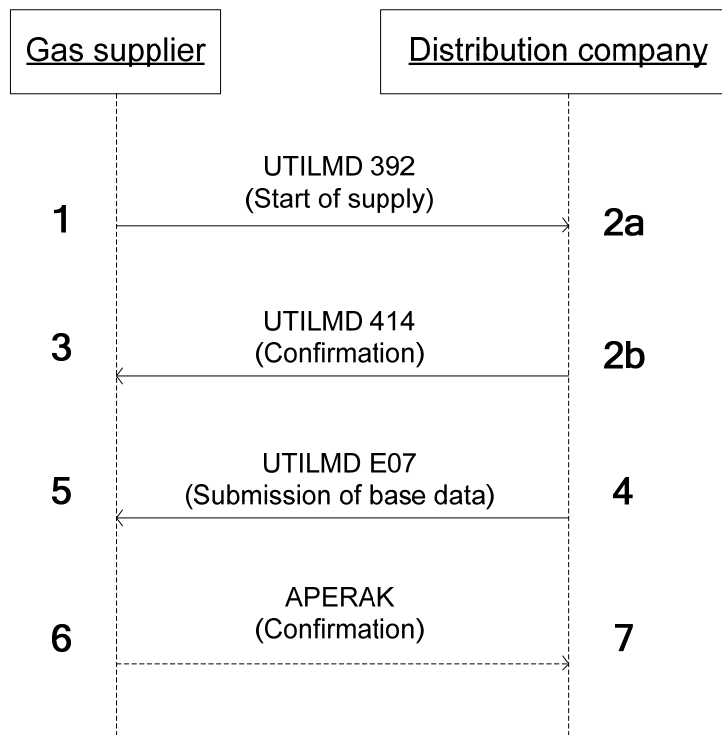 Gas supplier
Distribution company
UTILMD 392
(Start of supply)
1
2a
UTILMD 414
(Confirmation)
3
2b
UTILMD E07
(Submission of base data)
5
4
APERAK
(Confirmation)
6
7